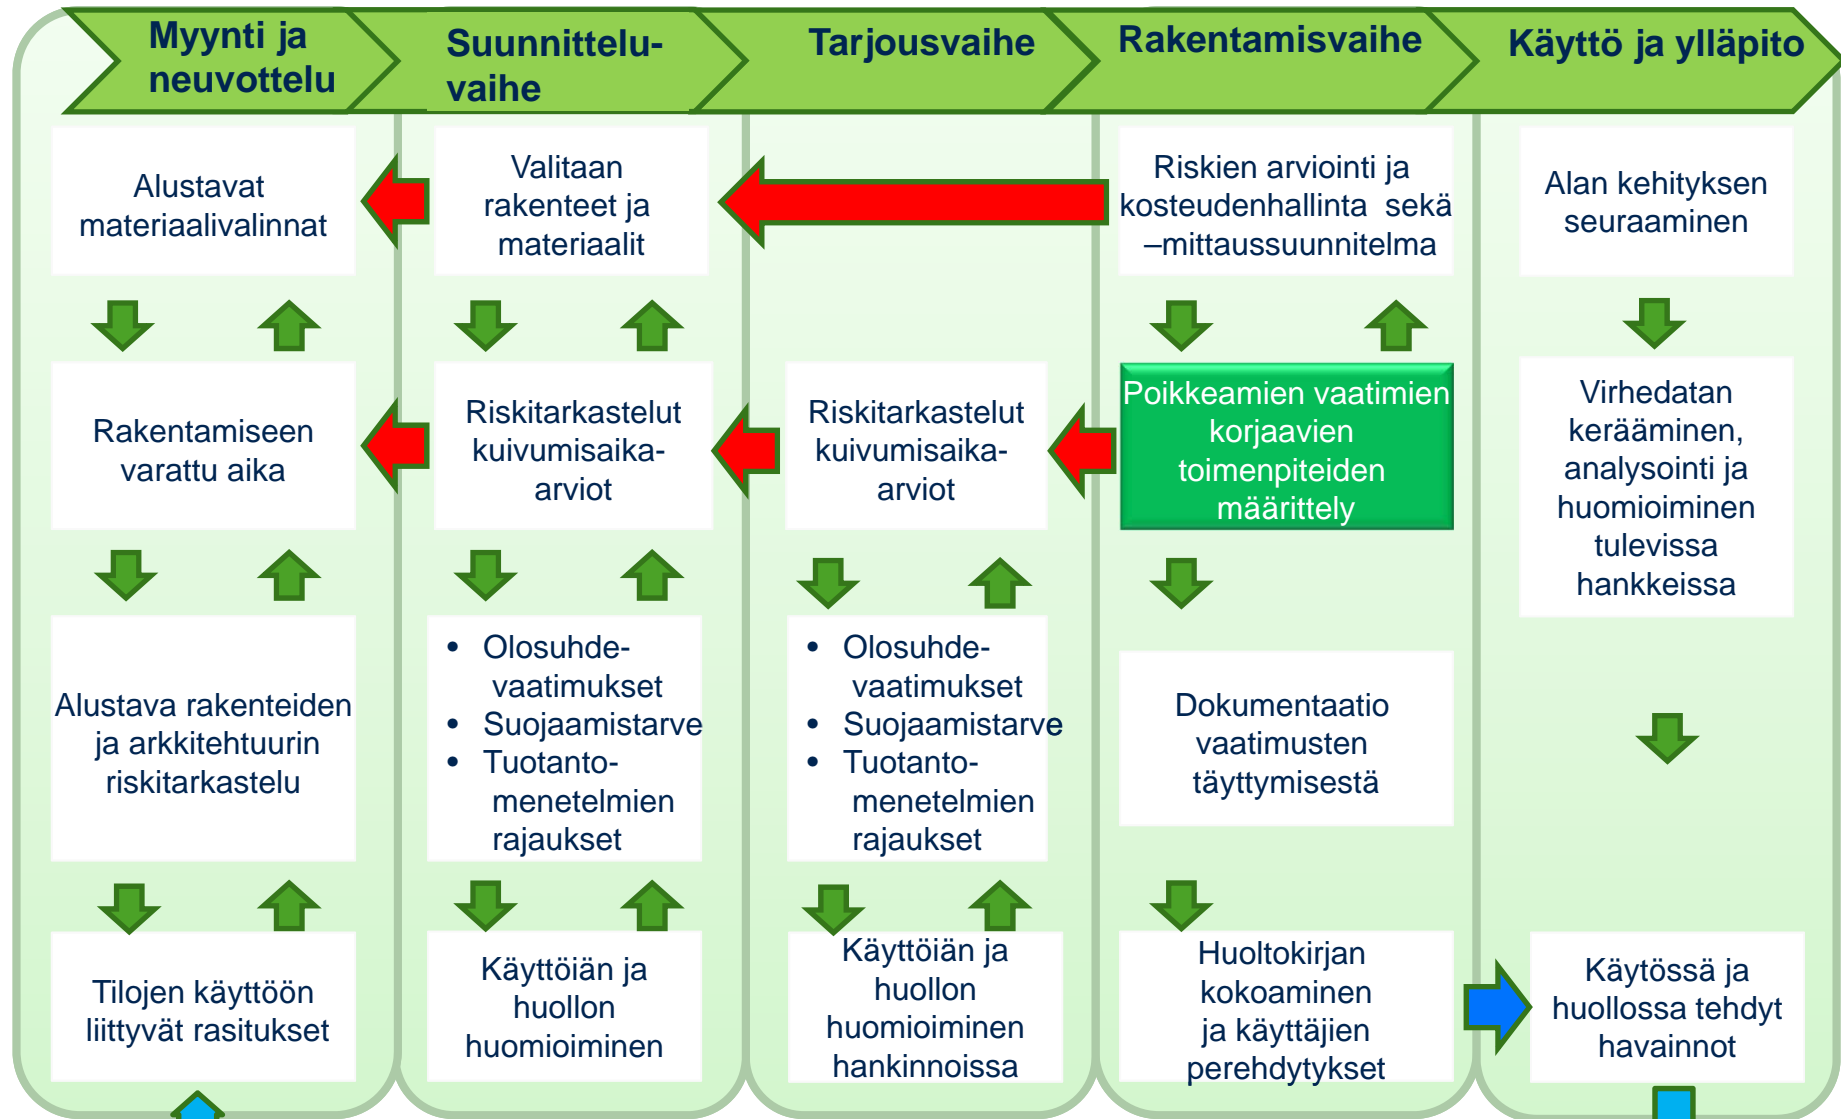 Myynti ja
neuvottelu
Suunnittelu-
vaihe
Tarjousvaihe
Rakentamisvaihe
Käyttö ja ylläpito
Alustavat
materiaalivalinnat
Rakentamiseen
varattu aika
Alustava rakenteiden
ja arkkitehtuurin
riskitarkastelu
Tilojen käyttöön
liittyvät rasitukset
Valitaan
rakenteet ja
materiaalit
Riskitarkastelut
kuivumisaika-
arviot
• Olosuhde-
vaatimukset
• Suojaamistarve
• Tuotanto-
menetelmien
rajaukset
Käyttöiän ja
huollon
huomioiminen
Riskitarkastelut
kuivumisaika-
arviot
• Olosuhde-
vaatimukset
• Suojaamistarve
• Tuotanto-
menetelmien
rajaukset
Käyttöiän ja
huollon
huomioiminen
hankinnoissa
Riskien arviointi ja
kosteudenhallinta sekä
–mittaussuunnitelma
Poikkeamien vaatimien
korjaavien
toimenpiteiden
määrittely
Dokumentaatio
vaatimusten
täyttymisestä
Huoltokirjan
kokoaminen
ja käyttäjien
perehdytykset
Alan kehityksen
seuraaminen
Virhedatan
kerääminen,
analysointi ja
huomioiminen
tulevissa
hankkeissa
Käytössä ja
huollossa tehdyt
havainnot